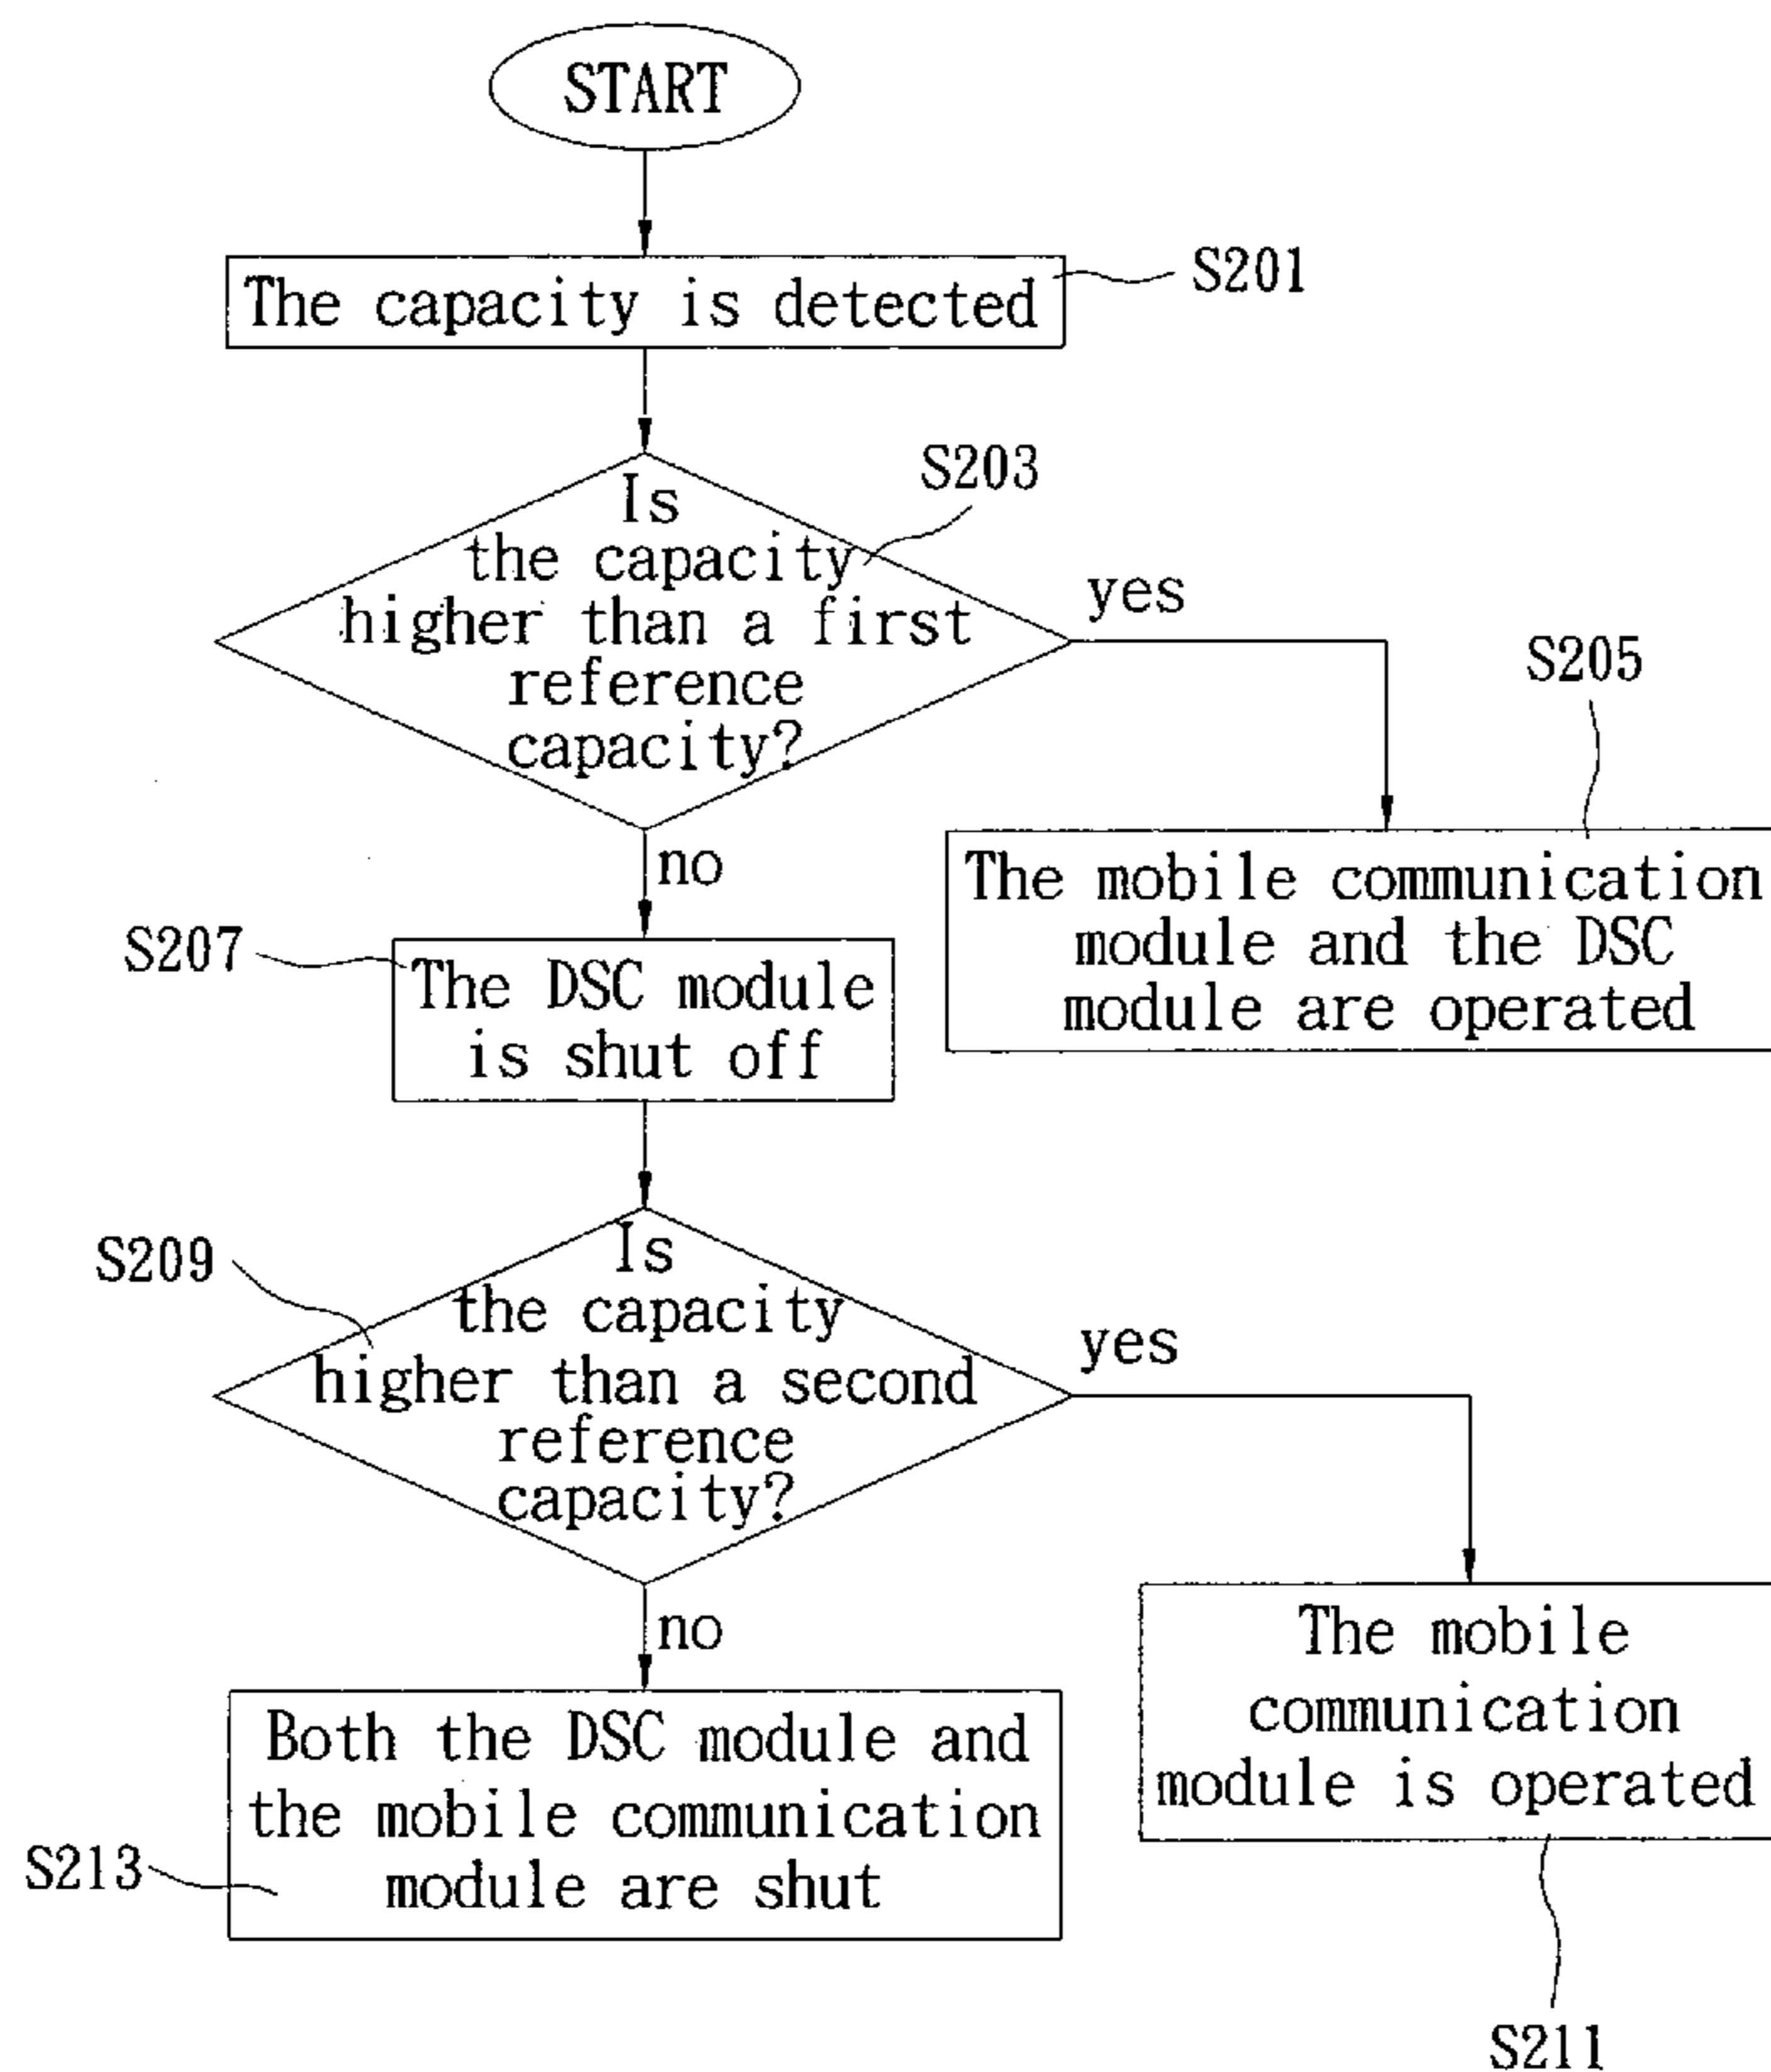 START
The capacity is detected
S201
S203
Is
the capacity
higher than a first
reference
capacity?
yes
no
S205
The mobile communication
module and the DSC
module are operated
S207
The DSC module
is shut off
S209
Is
the capacity
higher than a second
reference
capacity?
yes
no
The mobile
communication
module is operated
S211
Both the DSC module and
the mobile communication
module are shut
S213